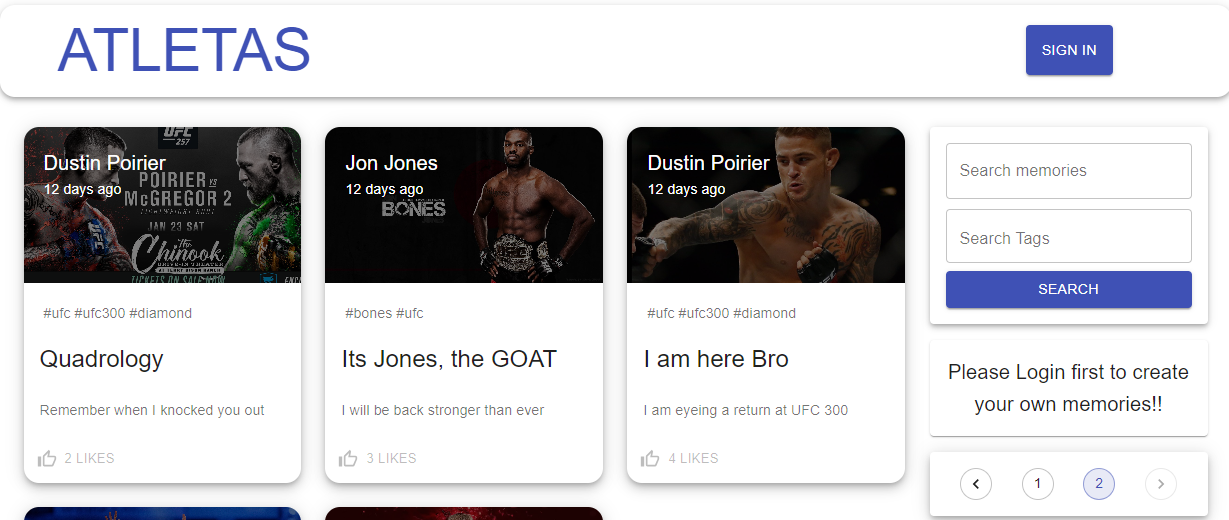 ATLETAS
SIGN IN
UFC
257
Dustin Poirier
12 days ago
POIRIER VS
McGREGOR 2
JAN 23 SAT
The
Chinook
DRIVE-IN THEATER
TICKETS ON SALE NOW
UFC
#ufc #ufc300 #diamond
Quadrology
Remember when I knocked you out
2 LIKES
Jon Jones
12 days ago
BONES
#bones #ufc
Its Jones, the GOAT
I will be back stronger than ever
3 LIKES
Dustin Poirier
12 days ago
#ufc #ufc300 #diamond
I am here Bro
I am eyeing a return at UFC 300
4 LIKES
Search memories
Search Tags
SEARCH
Please Login first to create
your own memories!!
1
2